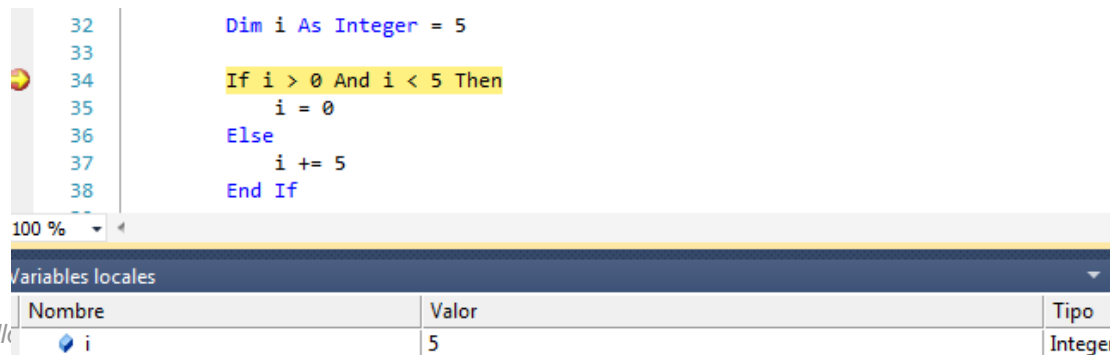 32 Dim i As Integer = 5
33
34 If i > 0 And i < 5 Then
35 i = 0
36 Else
37 i += 5
38 End If
100 %
Variables locales
Nombre Valor Tipo
i 5 Integer